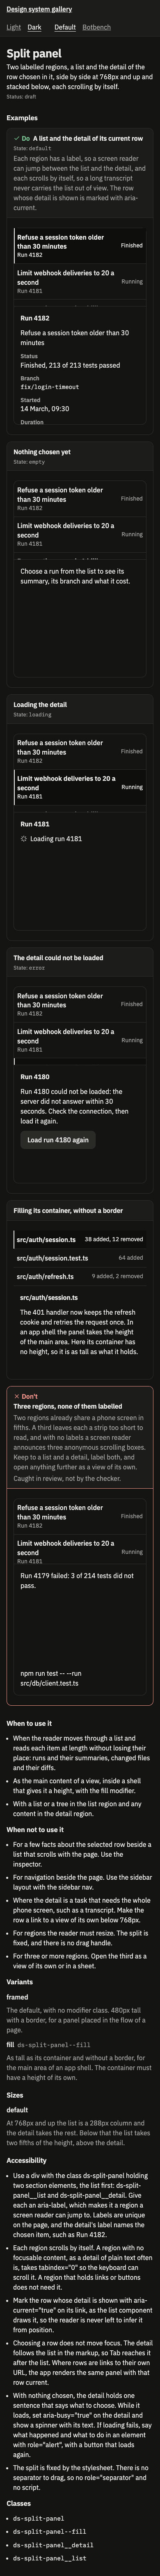 Design system gallery
Light Dark Default Botbench
Split panel
Two labelled regions, a list and the detail of the
row chosen in it, side by side at 768px and up and
stacked below, each scrolling by itself.
Status: draft
Examples
✓ Do A list and the detail of its current row
State: default
Each region has a label, so a screen reader
can jump between the list and the detail, and
each scrolls by itself, so a long transcript
never carries the list out of view. The row
whose detail is shown is marked with aria-
current.
Refuse a session token older
than 30 minutes
Finished
Run 4182
Limit webhook deliveries to 20 a
second
Running
Run 4181
Run 4182
Refuse a session token older than 30
minutes
Status
Finished, 213 of 213 tests passed
Branch
fix/login-timeout
Started
14 March, 09:30
Duration
Nothing chosen yet
State: empty
Refuse a session token older
than 30 minutes
Finished
Run 4182
Limit webhook deliveries to 20 a
second
Running
Run 4181
Choose a run from the list to see its
summary, its branch and what it cost.
Loading the detail
State: loading
Refuse a session token older
than 30 minutes
Finished
Run 4182
Limit webhook deliveries to 20 a
second
Running
Run 4181
Run 4181
Loading run 4181
The detail could not be loaded
State: error
Refuse a session token older
than 30 minutes
Finished
Run 4182
Limit webhook deliveries to 20 a
second
Running
Run 4181
Run 4180
Run 4180 could not be loaded: the
server did not answer within 30
seconds. Check the connection, then
load it again.
Load run 4180 again
Filling its container, without a border
src/auth/session.ts 38 added, 12 removed
src/auth/session.test.ts 64 added
src/auth/refresh.ts 9 added, 2 removed
src/auth/session.ts
The 401 handler now keeps the refresh
cookie and retries the request once. In
an app shell the panel takes the height
of the main area. Here its container has
no height, so it is as tall as what it holds.
✕ Don't
Three regions, none of them labelled
Two regions already share a phone screen in
fifths. A third leaves each a strip too short to
read, and with no labels a screen reader
announces three anonymous scrolling boxes.
Keep to a list and a detail, label both, and
open anything further as a view of its own.
Caught in review, not by the checker.
Refuse a session token older
than 30 minutes
Finished
Run 4182
Limit webhook deliveries to 20 a
second
Running
Run 4181
Run 4179 failed: 3 of 214 tests did not
pass.
npm run test -- --run
src/db/client.test.ts
When to use it
• When the reader moves through a list and
reads each item at length without losing their
place: runs and their summaries, changed files
and their diffs.
• As the main content of a view, inside a shell
that gives it a height, with the fill modifier.
• With a list or a tree in the list region and any
content in the detail region.
When not to use it
• For a few facts about the selected row beside a
list that scrolls with the page. Use the
inspector.
• For navigation beside the page. Use the sidebar
layout with the sidebar nav.
• Where the detail is a task that needs the whole
phone screen, such as a transcript. Make the
row a link to a view of its own below 768px.
• For regions the reader must resize. The split is
fixed, and there is no drag handle.
• For three or more regions. Open the third as a
view of its own or in a sheet.
Variants
framed
The default, with no modifier class. 480px tall
with a border, for a panel placed in the flow of a
page.
fill ds-split-panel--fill
As tall as its container and without a border, for
the main area of an app shell. The container must
have a height of its own.
Sizes
default
At 768px and up the list is a 288px column and
the detail takes the rest. Below that the list takes
two fifths of the height, above the detail.
Accessibility
• Use a div with the class ds-split-panel holding
two section elements, the list first: ds-split-
panel__list and ds-split-panel__detail. Give
each an aria-label, which makes it a region a
screen reader can jump to. Labels are unique
on the page, and the detail's label names the
chosen item, such as Run 4182.
• Each region scrolls by itself. A region with no
focusable content, as a detail of plain text often
is, takes tabindex="0" so the keyboard can
scroll it. A region that holds links or buttons
does not need it.
• Mark the row whose detail is shown with aria-
current="true" on its link, as the list component
draws it, so the reader is never left to infer it
from position.
• Choosing a row does not move focus. The detail
follows the list in the markup, so Tab reaches it
after the list. Where rows are links to their own
URL, the app renders the same panel with that
row current.
• With nothing chosen, the detail holds one
sentence that says what to choose. While it
loads, set aria-busy="true" on the detail and
show a spinner with its text. If loading fails, say
what happened and what to do in an element
with role="alert", with a button that loads
again.
• The split is fixed by the stylesheet. There is no
separator to drag, so no role="separator" and
no script.
Classes
• ds-split-panel
• ds-split-panel--fill
• ds-split-panel__detail
• ds-split-panel__list